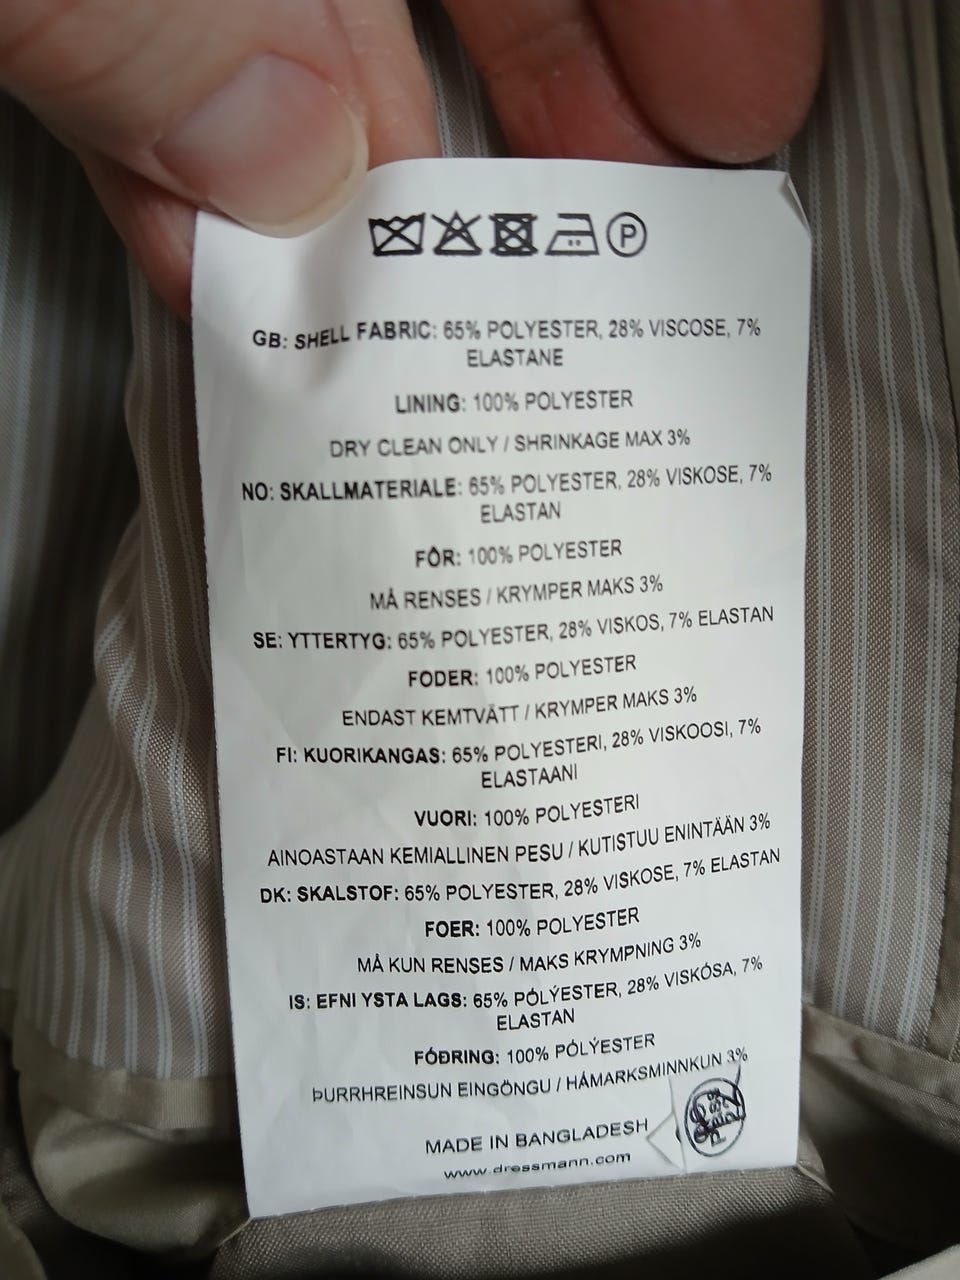 P
GB: SHELL FABRIC: 65% POLYESTER, 28% VISCOSE, 7%
ELASTANE
LINING: 100% POLYESTER
DRY CLEAN ONLY / SHRINKAGE MAX 3%
NO: SKALLMATERIALE: 65% POLYESTER, 28% VISKOSE, 7%
ELASTAN
FÔR: 100% POLYESTER
MÅ RENSES / KRYMPER MAKS 3%
SE: YTTERTYG: 65% POLYESTER, 28% VISKOS, 7% ELASTAN
FODER: 100% POLYESTER
ENDAST KEMTVÄTT / KRYMPER MAKS 3%
FI: KUORIKANGAS: 65% POLYESTERI, 28% VISKOOSI, 7%
ELASTAANI
VUORI: 100% POLYESTERI
AINOASTAAN KEMIALLINEN PESU / KUTISTUU ENINTÄÄN 3%
DK: SKALSTOF: 65% POLYESTER, 28% VISKOSE, 7% ELASTAN
FOER: 100% POLYESTER
MÅ KUN RENSES / MAKS KRYMPNING 3%
IS: EFNI YSTA LAGS: 65% PÓLÝESTER, 28% VISKÓSA, 7%
ELASTAN
FÓÐRING: 100% PÓLÝESTER
ÞURRHREINSUN EINGÖNGU / HÁMARKSMINNKUN 3%
MADE IN BANGLADESH
www.dressmann.com